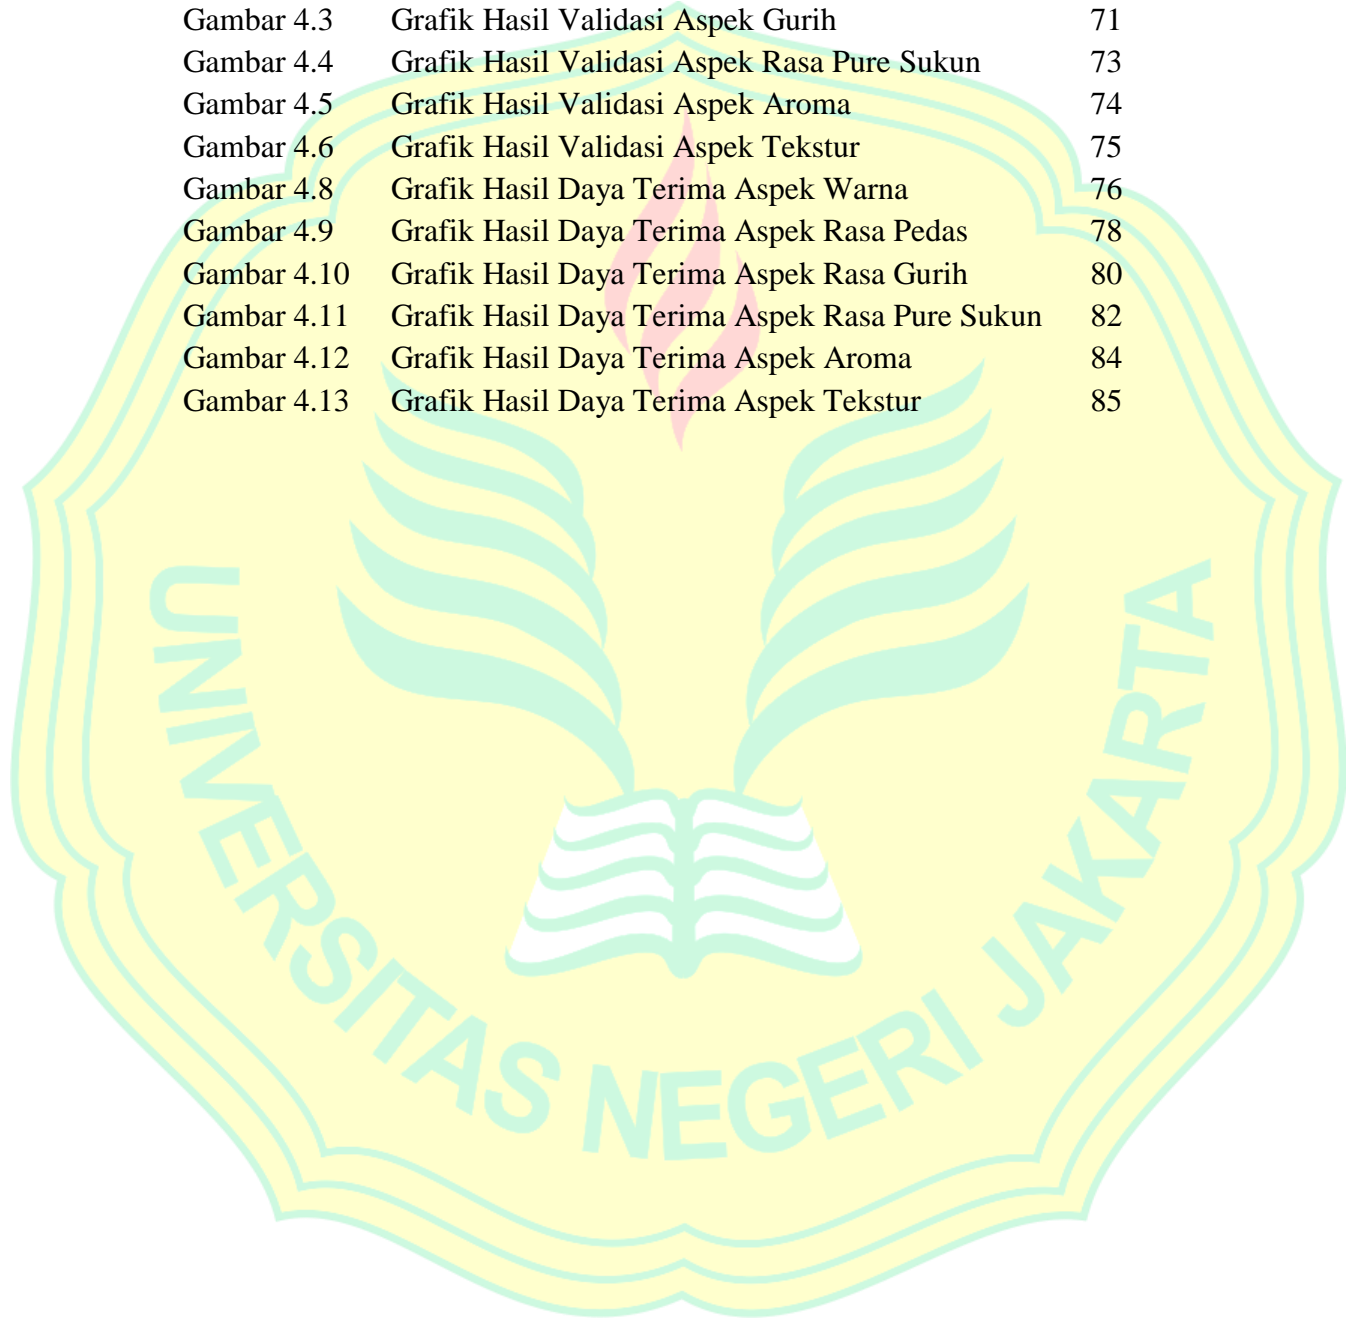 Gambar 4.3 Grafik Hasil Validasi Aspek Gurih 71
Gambar 4.4 Grafik Hasil Validasi Aspek Rasa Pure Sukun 73
Gambar 4.5 Grafik Hasil Validasi Aspek Aroma 74
Gambar 4.6 Grafik Hasil Validasi Aspek Tekstur 75
Gambar 4.8 Grafik Hasil Daya Terima Aspek Warna 76
Gambar 4.9 Grafik Hasil Daya Terima Aspek Rasa Pedas 78
Gambar 4.10 Grafik Hasil Daya Terima Aspek Rasa Gurih 80
Gambar 4.11 Grafik Hasil Daya Terima Aspek Rasa Pure Sukun 82
Gambar 4.12 Grafik Hasil Daya Terima Aspek Aroma 84
Gambar 4.13 Grafik Hasil Daya Terima Aspek Tekstur 85
UNIVERSITAS NEGERI JAKARTA